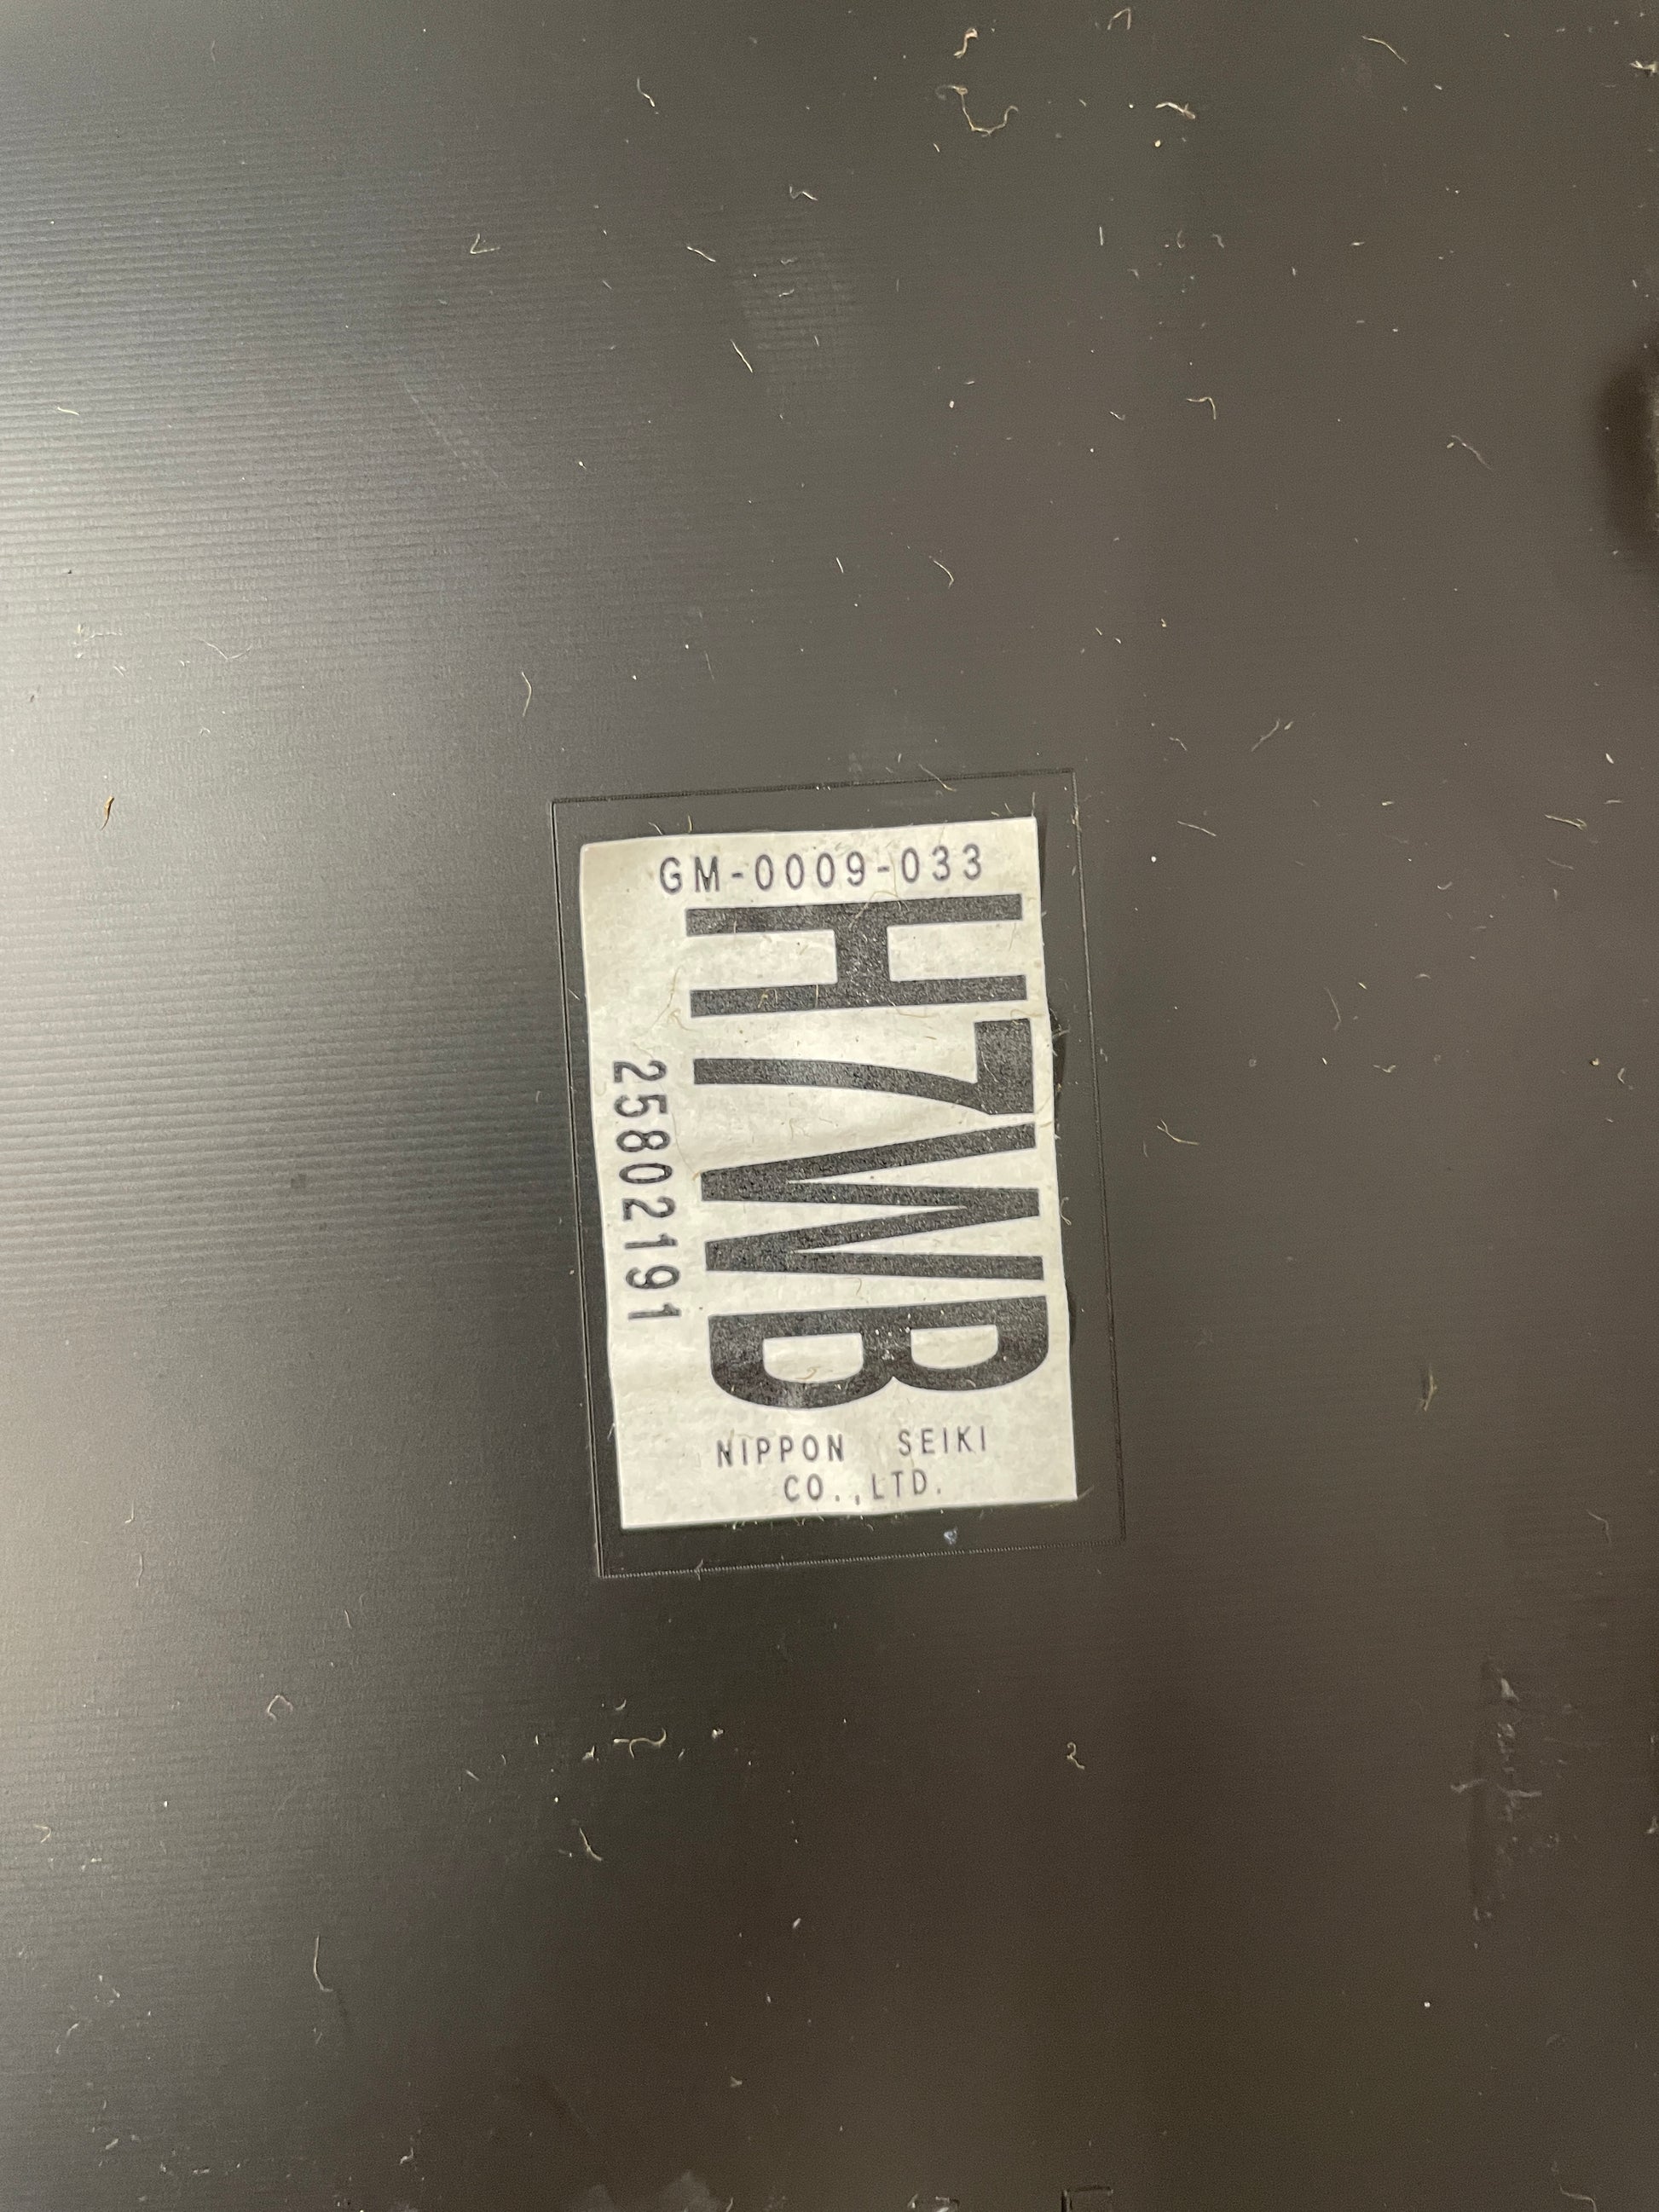 GM-0009-033
H7WB
25802191
NIPPON SEIKI
CO.,LTD.